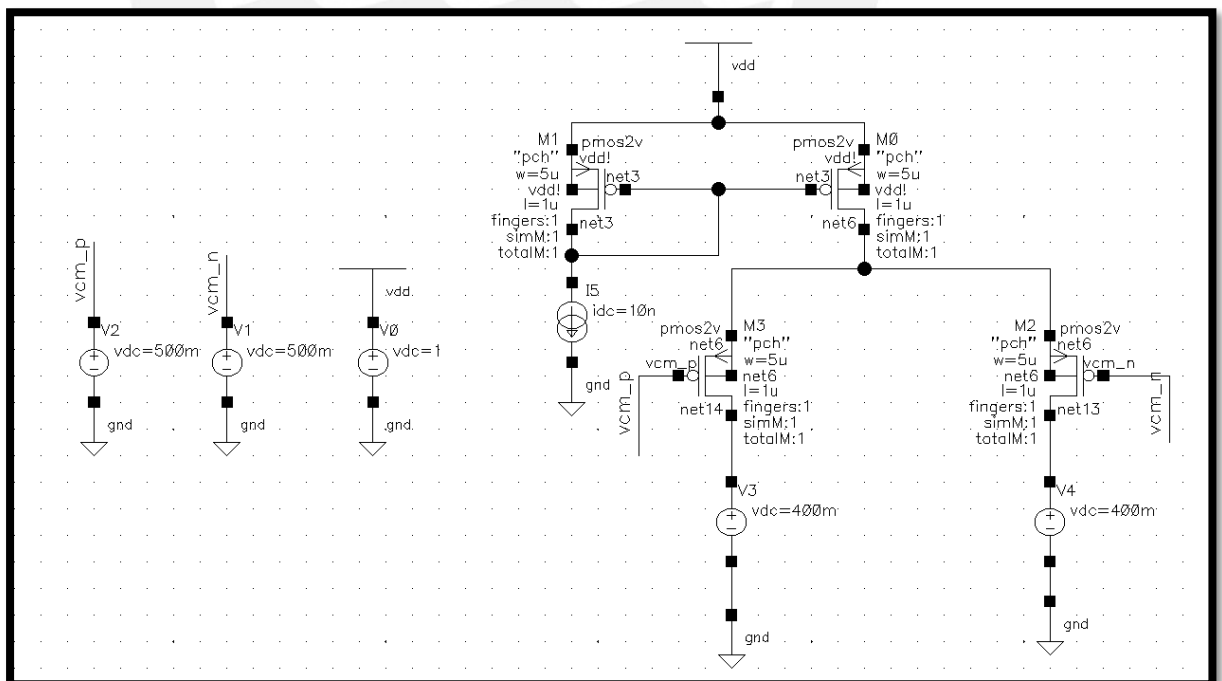 vdd
M1
pmos2v
"pch"
vdd!
w=5u
net3
vdd!
l=1u
fingers:1
net3
simM:1
totalM:1
pmos2v
M0
vdd!
"pch"
net3
w=5u
vdd!
l=1u
net6
fingers:1
simM:1
totalM:1
I5
idc=10n
gnd
vcm_p
V2
vdc=500m
gnd
vcm_n
V1
vdc=500m
gnd
vdd
V0
vdc=1
gnd
M3
pmos2v
"pch"
net6
w=5u
vcm_p
net6
l=1u
vcm_p
net14
fingers:1
simM:1
totalM:1
V3
vdc=400m
gnd
M2
pmos2v
"pch"
net6
w=5u
vcm_n
net6
l=1u
vcm_n
fingers:1
net13
simM:1
totalM:1
V4
vdc=400m
gnd